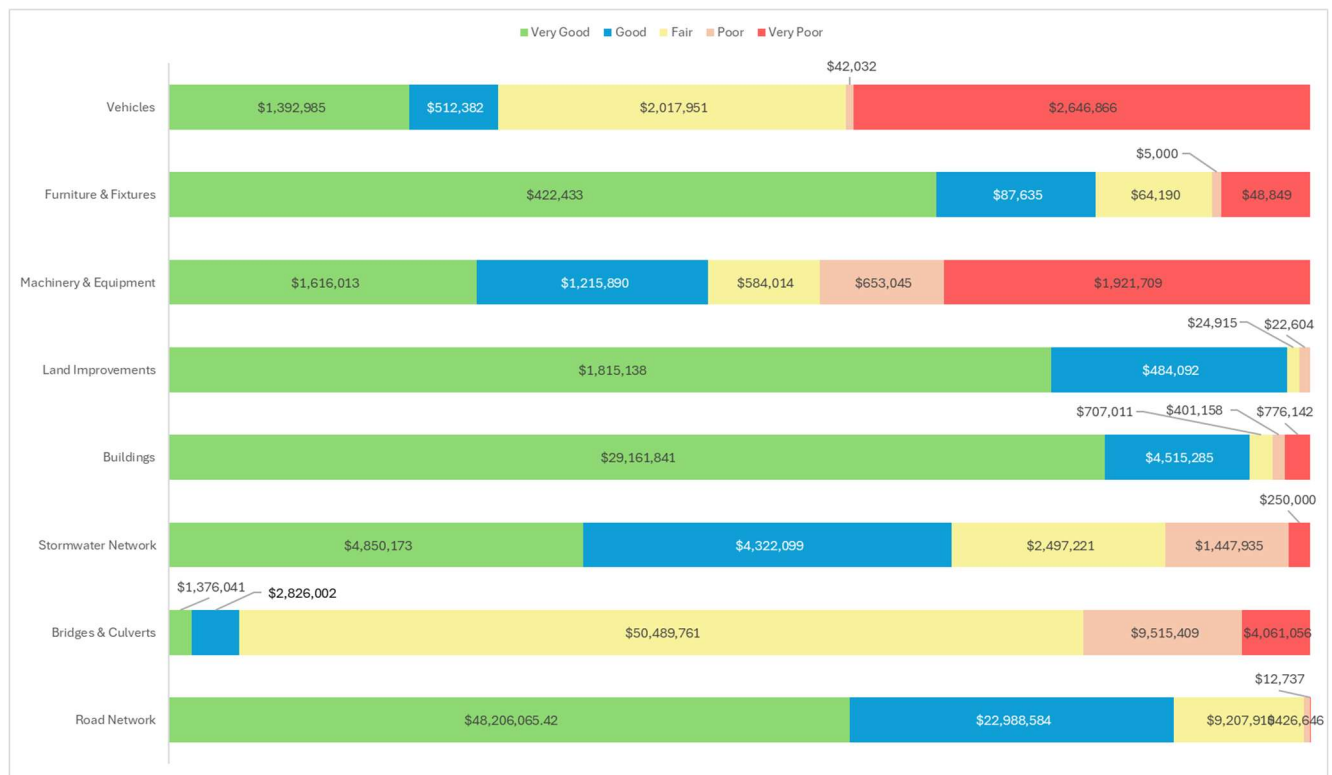 Very Good Good Fair Poor Very Poor
$42,032
Vehicles $1,392,985 $512,382 $2,017,951 $2,646,866
$5,000
Furniture & Fixtures $422,433 $87,635 $64,190 $48,849
Machinery & Equipment $1,616,013 $1,215,890 $584,014 $653,045 $1,921,709
$24,915 $22,604
Land Improvements $1,815,138 $484,092
$707,011 $401,158 $776,142
Buildings $29,161,841 $4,515,285
$250,000
Stormwater Network $4,850,173 $4,322,099 $2,497,221 $1,447,935
$1,376,041 $2,826,002
Bridges & Culverts $50,489,761 $9,515,409 $4,061,056
$12,737
Road Network $48,206,065.42 $22,988,584 $426,646